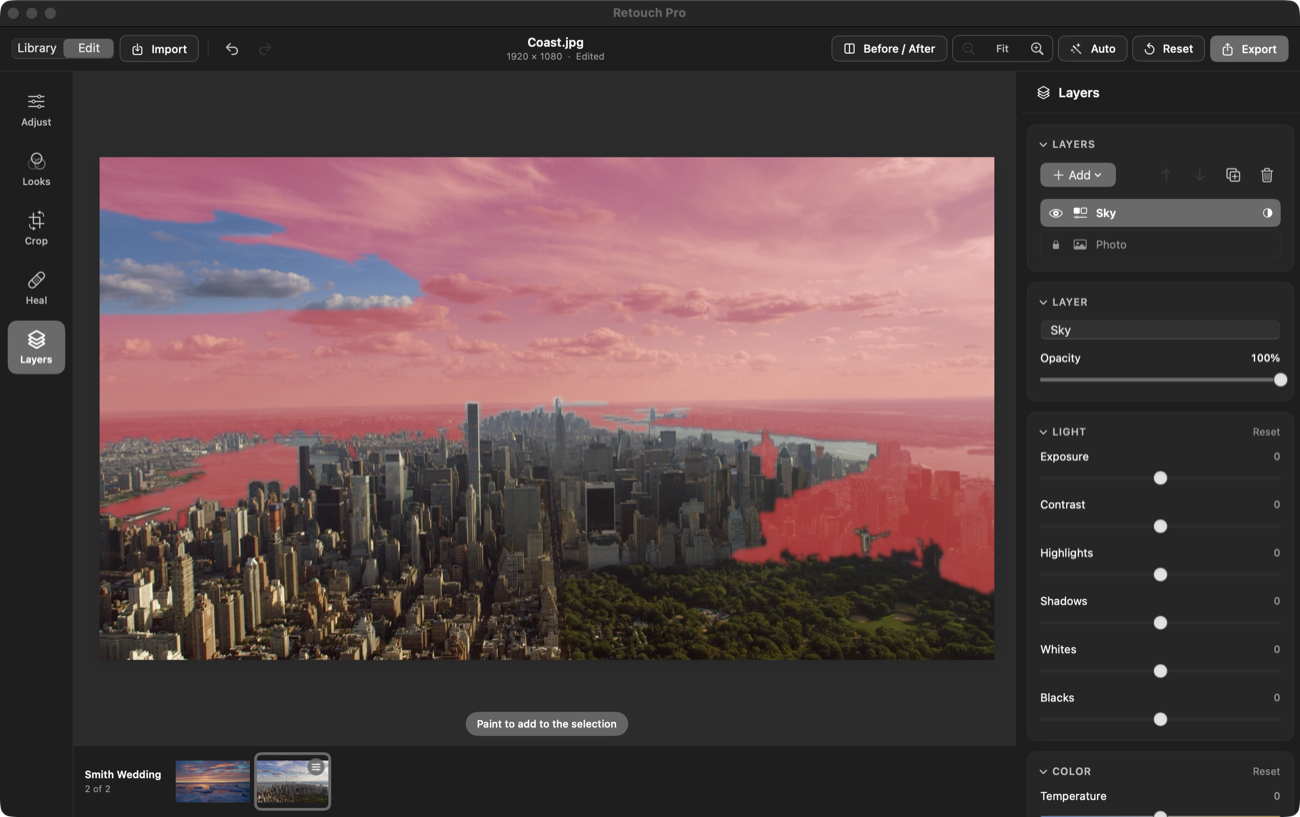 Retouch Pro
Library Edit Import
Coast.jpg
1920 × 1080 · Edited
Before / After Fit Auto Reset Export
Adjust
Looks
Crop
Heal
Layers
Layers
LAYERS
Add
Sky
Photo
LAYER
Sky
Opacity 100%
LIGHT Reset
Exposure 0
Contrast 0
Highlights 0
Shadows 0
Whites 0
Blacks 0
COLOR Reset
Temperature 0
Paint to add to the selection
Smith Wedding
2 of 2